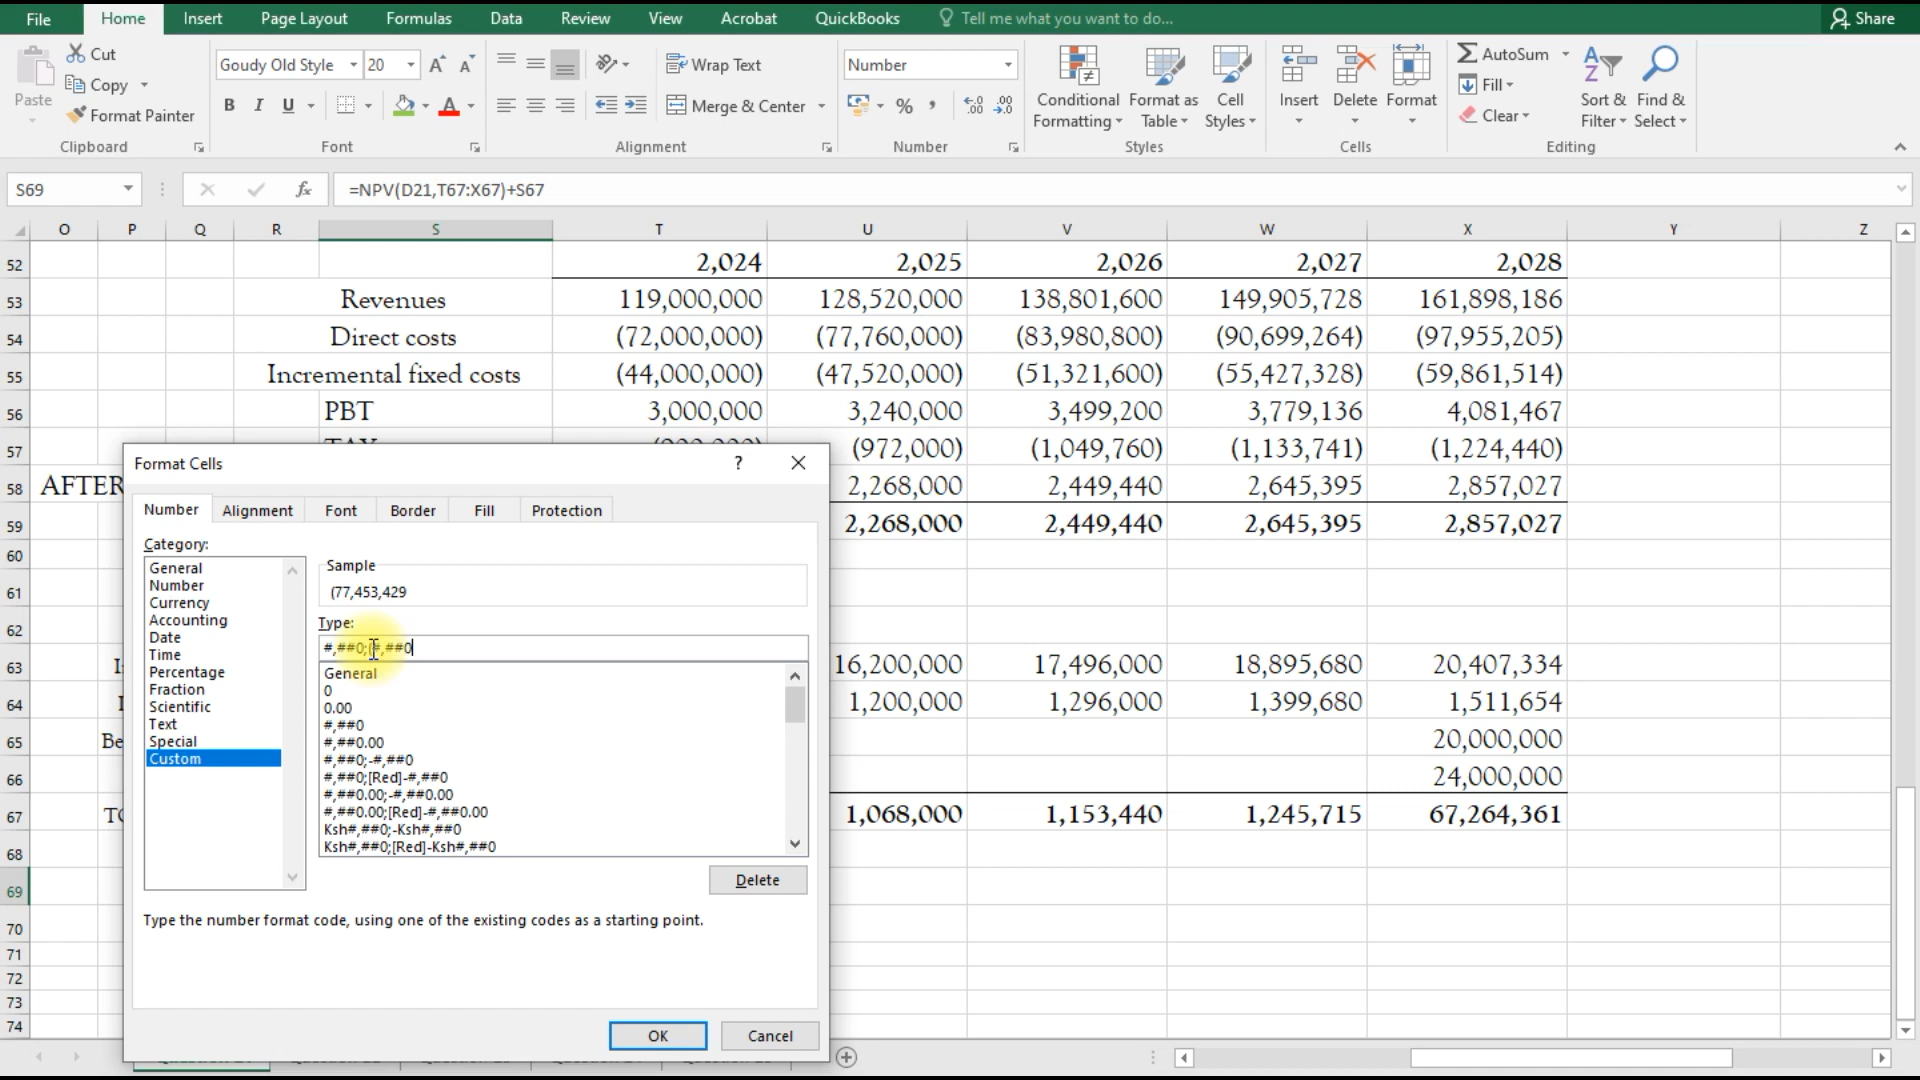 File Home Insert Page Layout Formulas Data Review View Acrobat QuickBooks Tell me what you want to do... Share
Cut
Copy
Format Painter
Paste
Clipboard
Goudy Old Style 20
B I U
Font
Wrap Text
Merge & Center
Alignment
Number
%
Number
Conditional Formatting
Format as Table
Cell Styles
Styles
Insert Delete Format
Cells
AutoSum
Fill
Clear
Sort & Filter
Find & Select
Editing
S69 fx =NPV(D21,T67:X67)+S67
O P Q R S T U V W X Y Z
52 2,024 2,025 2,026 2,027 2,028
53 Revenues 119,000,000 128,520,000 138,801,600 149,905,728 161,898,186
54 Direct costs (72,000,000) (77,760,000) (83,980,800) (90,699,264) (97,955,205)
55 Incremental fixed costs (44,000,000) (47,520,000) (51,321,600) (55,427,328) (59,861,514)
56 PBT 3,000,000 3,240,000 3,499,200 3,779,136 4,081,467
57 (972,000) (1,049,760) (1,133,741) (1,224,440)
58 AFTER 2,268,000 2,449,440 2,645,395 2,857,027
59 2,268,000 2,449,440 2,645,395 2,857,027
60
61
62
63 16,200,000 17,496,000 18,895,680 20,407,334
64 1,200,000 1,296,000 1,399,680 1,511,654
65 Be 20,000,000
66 24,000,000
67 1,068,000 1,153,440 1,245,715 67,264,361
68
69
70
71
72
73
74
Format Cells ?
Number Alignment Font Border Fill Protection
Category:
General
Number
Currency
Accounting
Date
Time
Percentage
Fraction
Scientific
Text
Special
Custom
Sample
(77,453,429
Type:
#,##0;(#,##0
General
0
0.00
#,##0
#,##0.00
#,##0;-#,##0
#,##0;[Red]-#,##0
#,##0.00;-#,##0.00
#,##0.00;[Red]-#,##0.00
Ksh#,##0;-Ksh#,##0
Ksh#,##0;[Red]-Ksh#,##0
Delete
Type the number format code, using one of the existing codes as a starting point.
OK Cancel